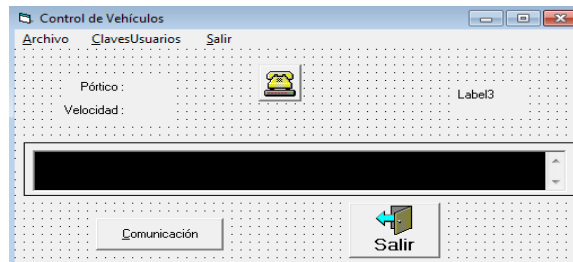 Control de Vehículos
Archivo ClavesUsuarios Salir
Pórtico :
Label3
Velocidad :
Comunicación
Salir